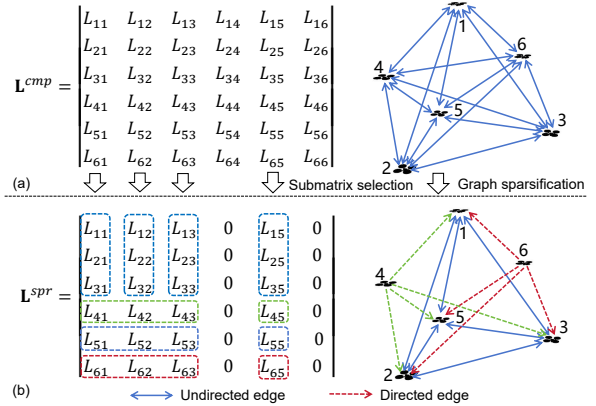 L₁₁ L₁₂ L₁₃ L₁₄ L₁₅ L₁₆
L₂₁ L₂₂ L₂₃ L₂₄ L₂₅ L₂₆
L₃₁ L₃₂ L₃₃ L₃₄ L₃₅ L₃₆
𝐋ᶜᵐᵖ =
L₄₁ L₄₂ L₄₃ L₄₄ L₄₅ L₄₆
L₅₁ L₅₂ L₅₃ L₅₄ L₅₅ L₅₆
L₆₁ L₆₂ L₆₃ L₆₄ L₆₅ L₆₆
1
6
4
5
3
2
(a)
Submatrix selection
Graph sparsification
L₁₁ L₁₂ L₁₃ 0 L₁₅ 0
L₂₁ L₂₂ L₂₃ 0 L₂₅ 0
L₃₁ L₃₂ L₃₃ 0 L₃₅ 0
𝐋ˢᵖʳ =
L₄₁ L₄₂ L₄₃ 0 L₄₅ 0
L₅₁ L₅₂ L₅₃ 0 L₅₅ 0
L₆₁ L₆₂ L₆₃ 0 L₆₅ 0
1
6
4
5
3
2
(b)
Undirected edge
Directed edge